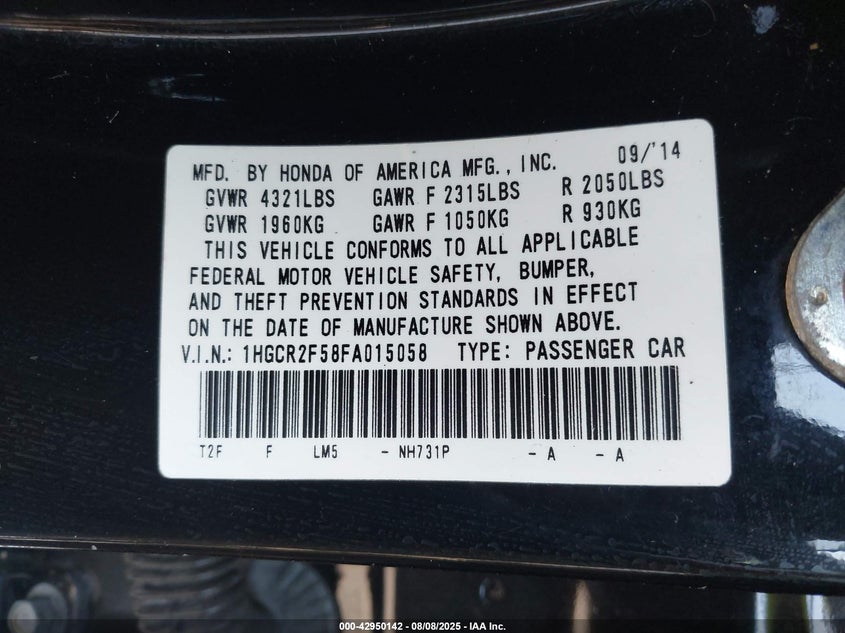 MFD. BY HONDA OF AMERICA MFG., INC. 09/'14
GVWR 4321LBS GAWR F 2315LBS R 2050LBS
GVWR 1960KG GAWR F 1050KG R 930KG
THIS VEHICLE CONFORMS TO ALL APPLICABLE
FEDERAL MOTOR VEHICLE SAFETY, BUMPER,
AND THEFT PREVENTION STANDARDS IN EFFECT
ON THE DATE OF MANUFACTURE SHOWN ABOVE.
V.I.N.: 1HGCR2F58FA015058 TYPE: PASSENGER CAR
T2F F LM5 - NH731P - A - A
000-42950142 - 08/08/2025 - IAA Inc.